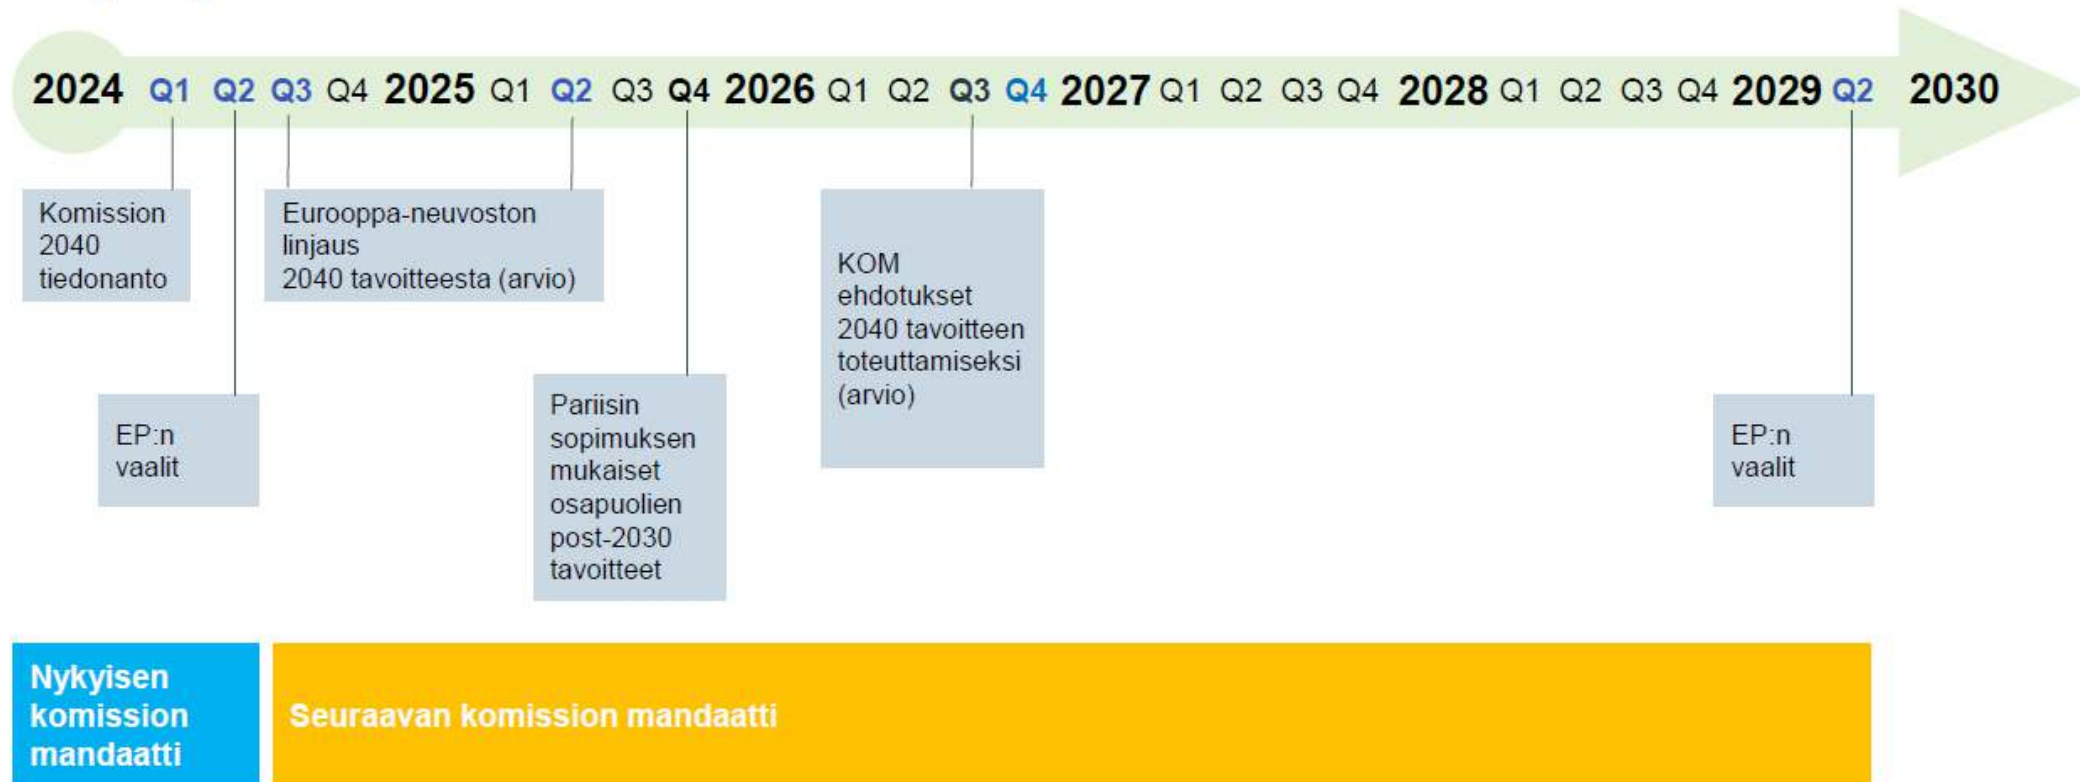 2024 Q1 Q2 Q3 Q4 2025 Q1 Q2 Q3 Q4 2026 Q1 Q2 Q3 Q4 2027 Q1 Q2 Q3 Q4 2028 Q1 Q2 Q3 Q4 2029 Q2 2030
Komission
2040
tiedonanto
Eurooppa-neuvoston
linjaus
2040 tavoitteesta (arvio)
KOM
ehdotukset
2040 tavoitteen
toteuttamiseksi
(arvio)
EP:n
vaalit
Pariisin
sopimuksen
mukaiset
osapuolien
post-2030
tavoitteet
EP:n
vaalit
Nykyisen
komission
mandaatti
Seuraavan komission mandaatti